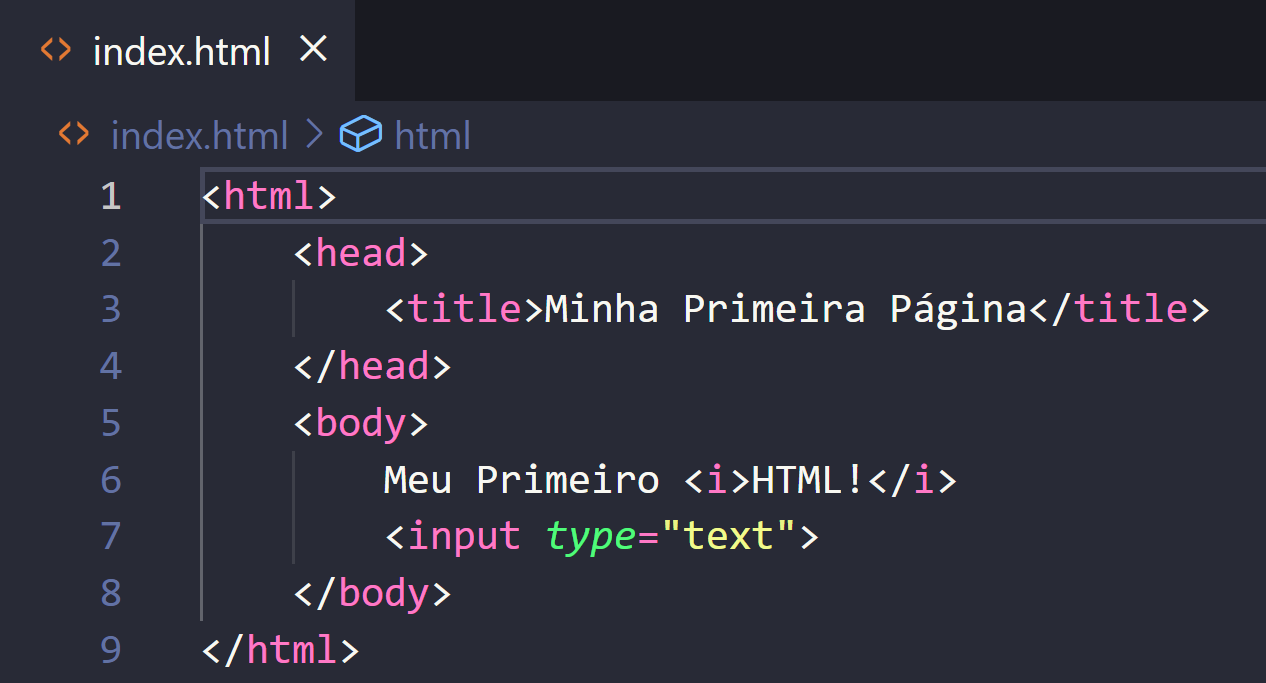 index.html
index.html > html
1 <html>
2     <head>
3         <title>Minha Primeira Página</title>
4     </head>
5     <body>
6         Meu Primeiro <i>HTML!</i>
7         <input type="text">
8     </body>
9 </html>